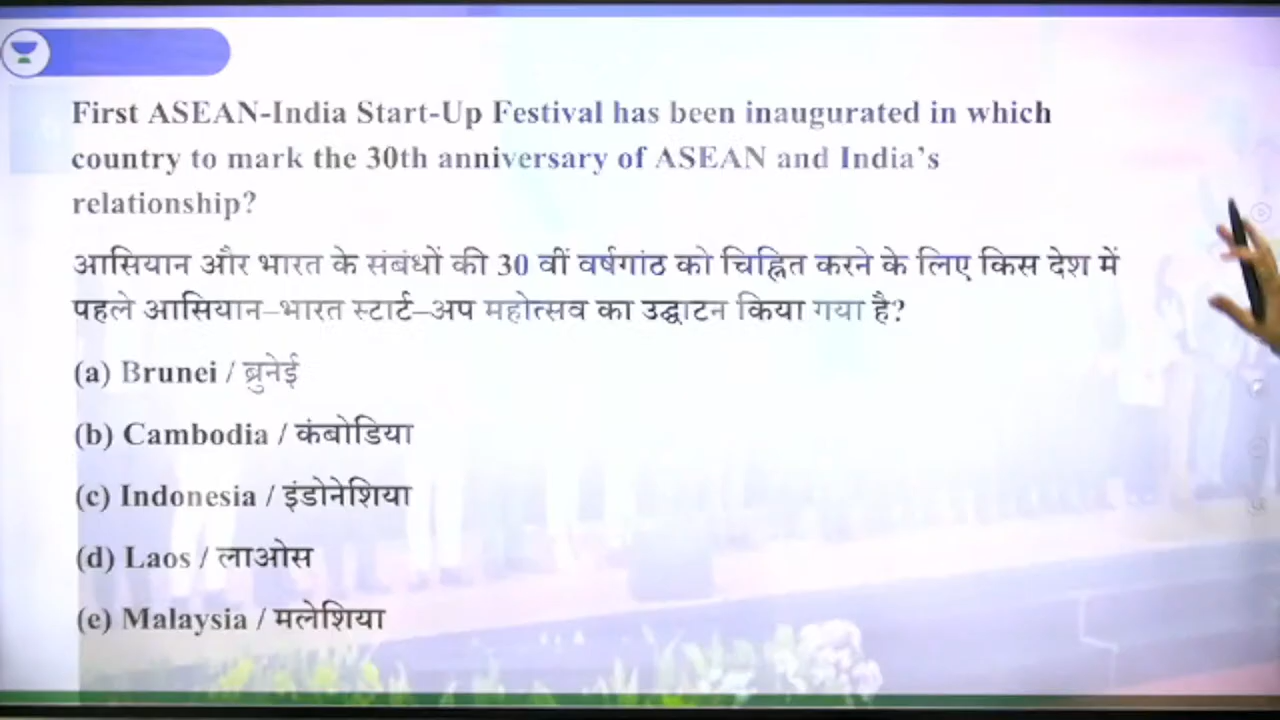 First ASEAN-India Start-Up Festival has been inaugurated in which
country to mark the 30th anniversary of ASEAN and India’s
relationship?
आसियान और भारत के संबंधों की 30 वीं वर्षगांठ को चिह्नित करने के लिए किस देश में
पहले आसियान–भारत स्टार्ट–अप महोत्सव का उद्घाटन किया गया है?
(a) Brunei / ब्रुनेई
(b) Cambodia / कंबोडिया
(c) Indonesia / इंडोनेशिया
(d) Laos / लाओस
(e) Malaysia / मलेशिया